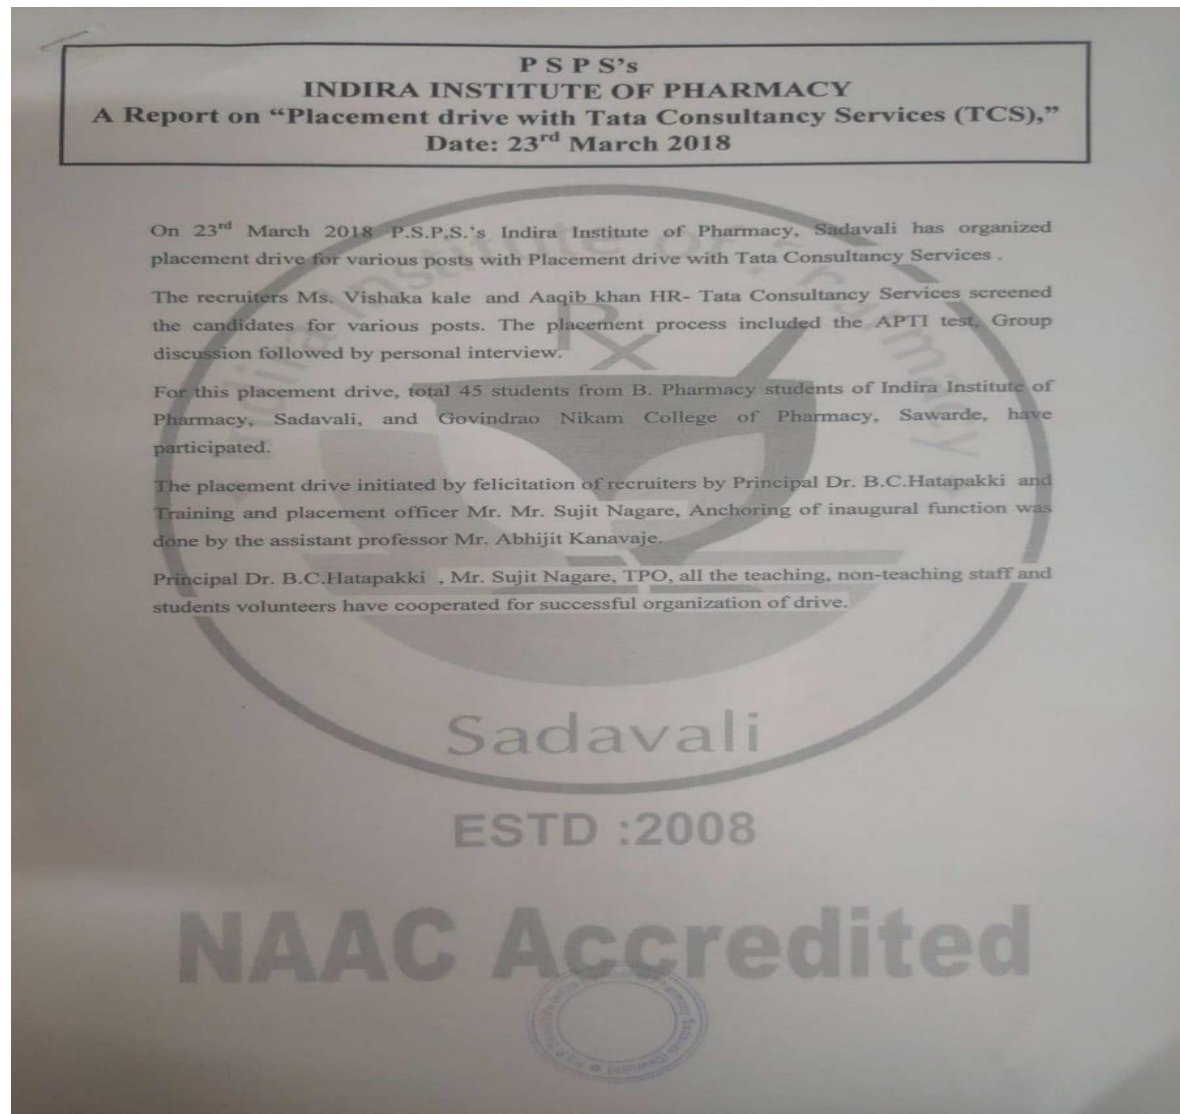 P S P S's
INDIRA INSTITUTE OF PHARMACY
A Report on “Placement drive with Tata Consultancy Services (TCS),”
Date: 23rd March 2018
On 23rd March 2018 P.S.P.S.'s Indira Institute of Pharmacy, Sadavali has organized
placement drive for various posts with Placement drive with Tata Consultancy Services .
The recruiters Ms. Vishaka kale and Aaqib khan HR- Tata Consultancy Services screened
the candidates for various posts. The placement process included the APTI test, Group
discussion followed by personal interview.
For this placement drive, total 45 students from B. Pharmacy students of Indira Institute of
Pharmacy, Sadavali, and Govindrao Nikam College of Pharmacy, Sawarde, have
participated.
The placement drive initiated by felicitation of recruiters by Principal Dr. B.C.Hatapakki and
Training and placement officer Mr. Mr. Sujit Nagare, Anchoring of inaugural function was
done by the assistant professor Mr. Abhijit Kanavaje.
Principal Dr. B.C.Hatapakki , Mr. Sujit Nagare, TPO, all the teaching, non-teaching staff and
students volunteers have cooperated for successful organization of drive.
Indira Institute of Pharmacy
Rx
Sadavali
ESTD :2008
NAAC Accredited